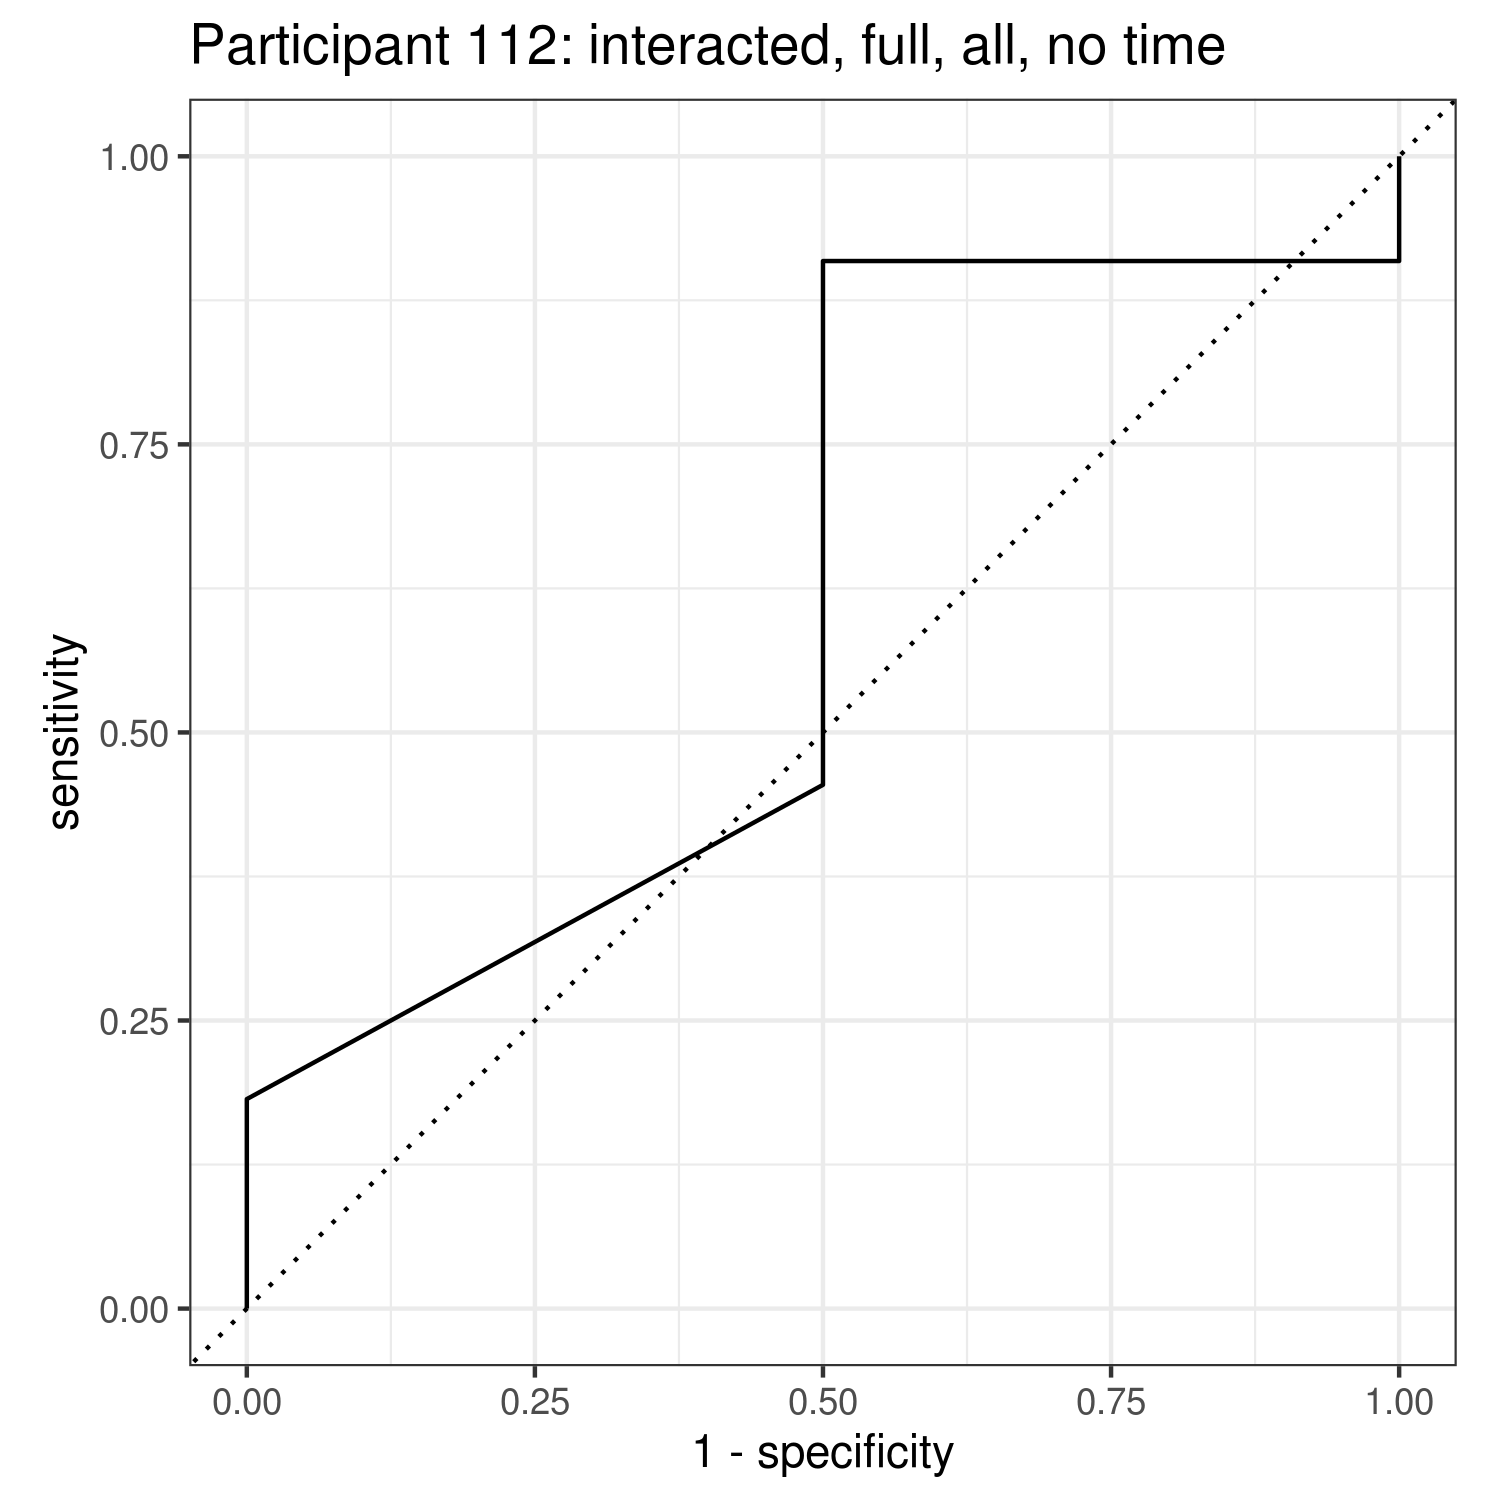 Participant 112: interacted, full, all, no time
1.00
0.75
0.50
0.25
0.00
sensitivity
0.00 0.25 0.50 0.75 1.00
1 - specificity